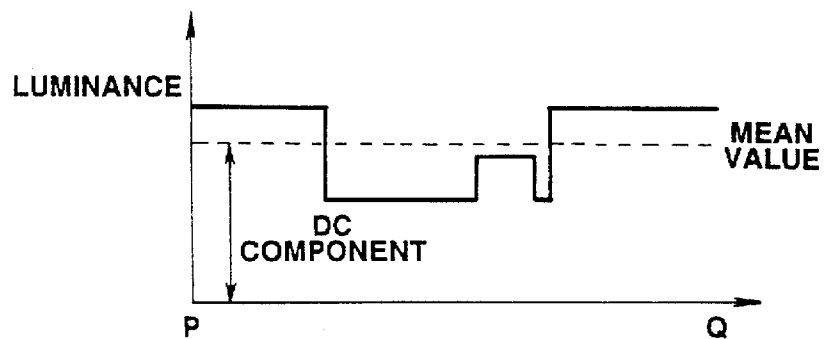 LUMINANCE
MEAN
VALUE
DC
COMPONENT
P
Q